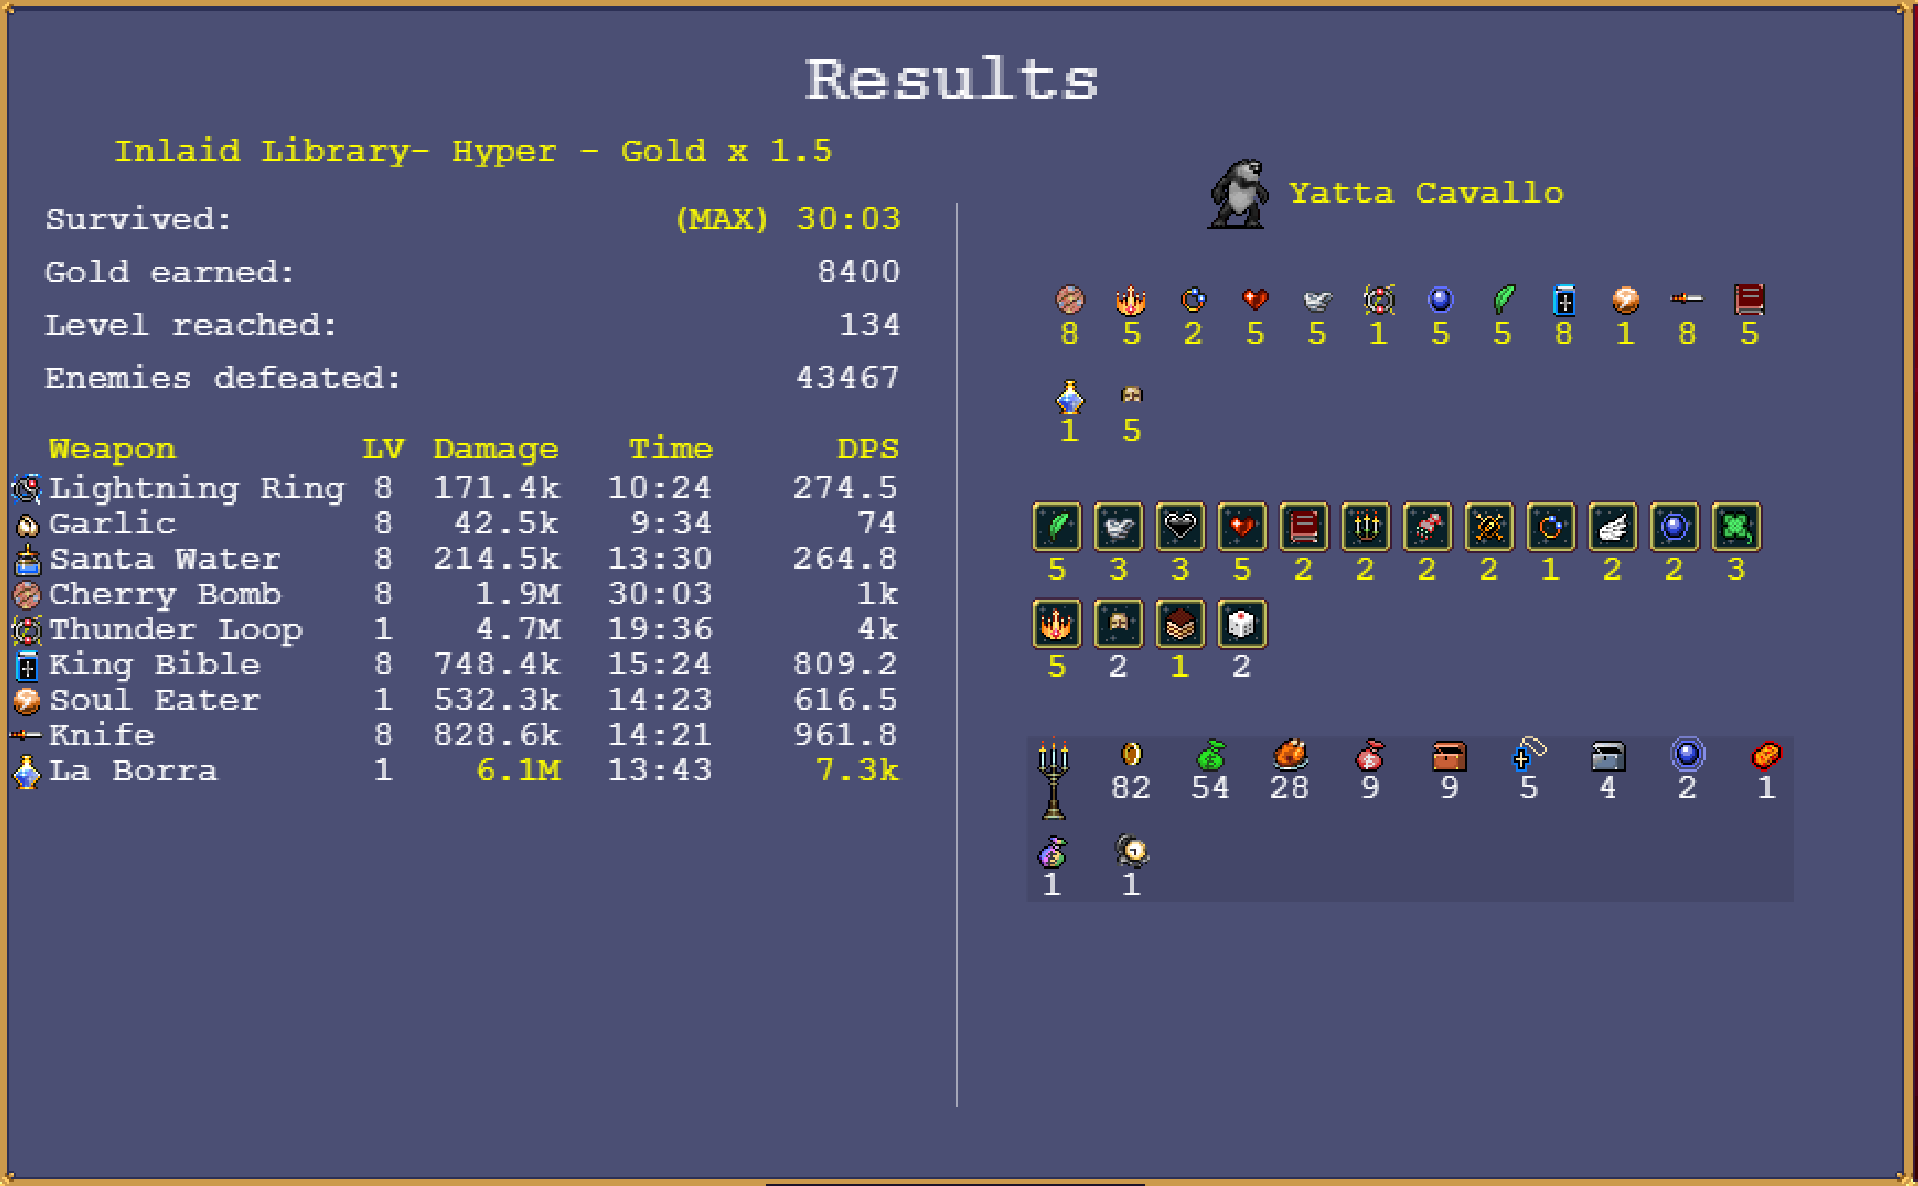 Results
Inlaid Library- Hyper - Gold x 1.5
Survived: (MAX) 30:03
Gold earned: 8400
Level reached: 134
Enemies defeated: 43467
Weapon LV Damage Time DPS
Lightning Ring 8 171.4k 10:24 274.5
Garlic 8 42.5k 9:34 74
Santa Water 8 214.5k 13:30 264.8
Cherry Bomb 8 1.9M 30:03 1k
Thunder Loop 1 4.7M 19:36 4k
King Bible 8 748.4k 15:24 809.2
Soul Eater 1 532.3k 14:23 616.5
Knife 8 828.6k 14:21 961.8
La Borra 1 6.1M 13:43 7.3k
Yatta Cavallo
8 5 2 5 5 1 5 5 8 1 8 5
1 5
5 3 3 5 2 2 2 2 1 2 2 3
5 2 1 2
82 54 28 9 9 5 4 2 1
1 1